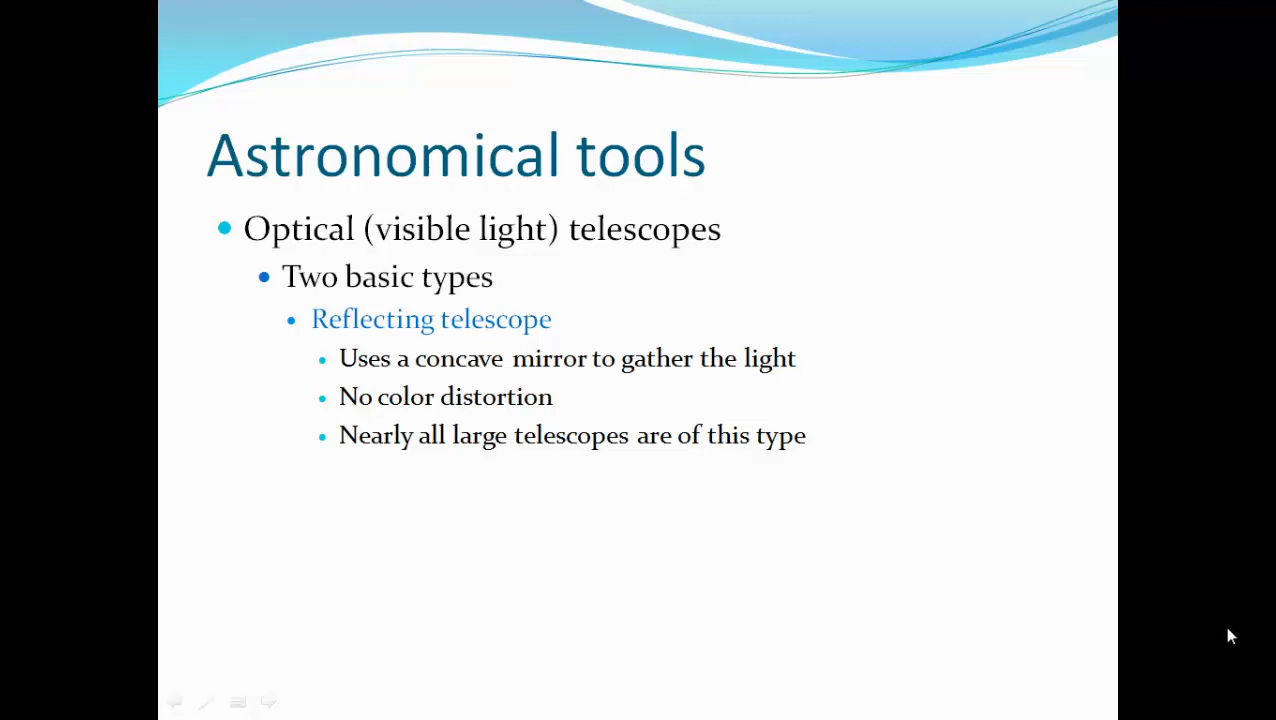 Astronomical tools
Optical (visible light) telescopes
Two basic types
Reflecting telescope
Uses a concave mirror to gather the light
No color distortion
Nearly all large telescopes are of this type